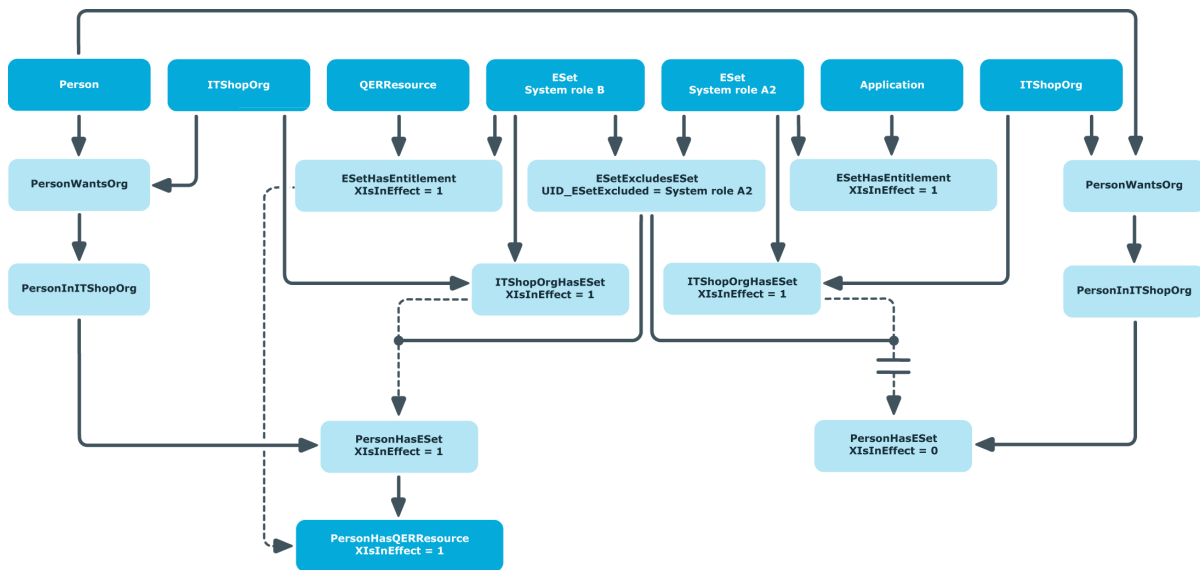 Person
ITShopOrg
QERResource
ESet
System role B
ESet
System role A2
Application
ITShopOrg
PersonWantsOrg
ESetHasEntitlement
XIsInEffect = 1
ESetExcludesESet
UID_ESetExcluded = System role A2
ESetHasEntitlement
XIsInEffect = 1
PersonWantsOrg
PersonInITShopOrg
ITShopOrgHasESet
XIsInEffect = 1
ITShopOrgHasESet
XIsInEffect = 1
PersonInITShopOrg
PersonHasESet
XIsInEffect = 1
PersonHasESet
XIsInEffect = 0
PersonHasQERResource
XIsInEffect = 1